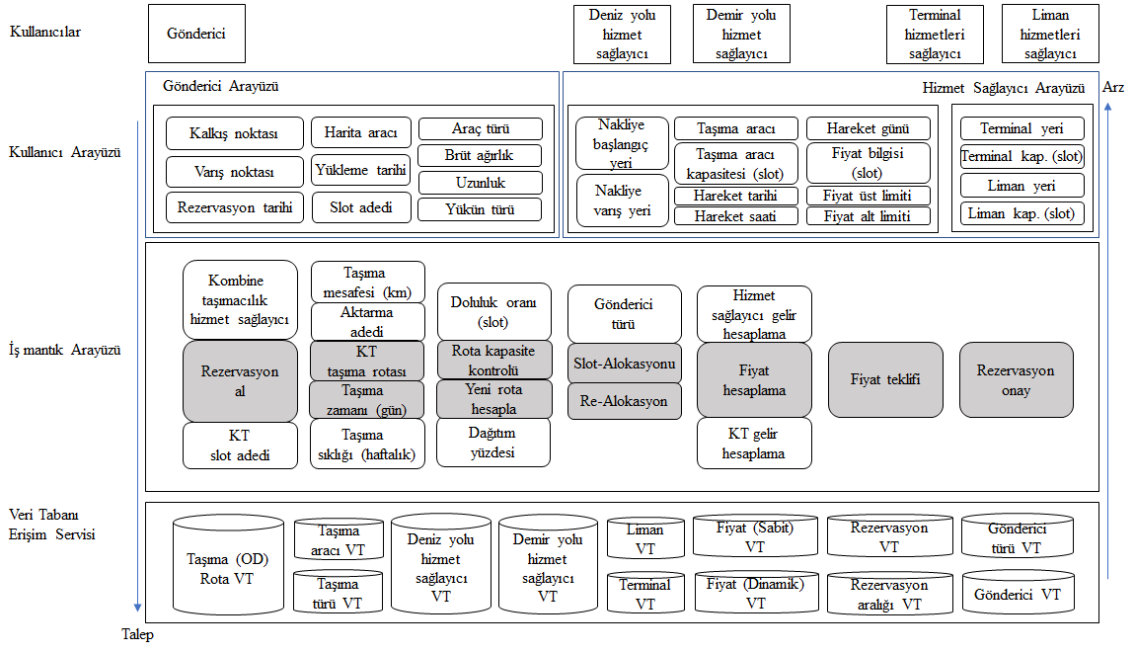 Kullanıcılar
Gönderici
Deniz yolu
hizmet
sağlayıcı
Demir yolu
hizmet
sağlayıcı
Terminal
hizmetleri
sağlayıcı
Liman
hizmetleri
sağlayıcı
Gönderici Arayüzü
Hizmet Sağlayıcı Arayüzü
Arz
Kullanıcı Arayüzü
Kalkış noktası
Varış noktası
Rezervasyon tarihi
Harita aracı
Yükleme tarihi
Slot adedi
Araç türü
Brüt ağırlık
Uzunluk
Yükün türü
Nakliye
başlangıç
yeri
Nakliye
varış yeri
Taşıma aracı
Taşıma aracı
kapasitesi (slot)
Hareket tarihi
Hareket saati
Hareket günü
Fiyat bilgisi
(slot)
Fiyat üst limiti
Fiyat alt limiti
Terminal yeri
Terminal kap. (slot)
Liman yeri
Liman kap. (slot)
İş mantık Arayüzü
Kombine
taşımacılık
hizmet sağlayıcı
Rezervasyon
al
KT
slot adedi
Taşıma
mesafesi (km)
Aktarma
adedi
KT
taşıma rotası
Taşıma
zamanı (gün)
Taşıma
sıklığı (haftalık)
Doluluk oranı
(slot)
Rota kapasite
kontrolü
Yeni rota
hesapla
Dağıtım
yüzdesi
Gönderici
türü
Slot-Alokasyonu
Re-Alokasyon
Hizmet
sağlayıcı gelir
hesaplama
Fiyat
hesaplama
KT gelir
hesaplama
Fiyat teklifi
Rezervasyon
onay
Veri Tabanı
Erişim Servisi
Taşıma (OD)
Rota VT
Taşıma
aracı VT
Taşıma
türü VT
Deniz yolu
hizmet
sağlayıcı
VT
Demir yolu
hizmet
sağlayıcı
VT
Liman
VT
Terminal
VT
Fiyat (Sabit)
VT
Fiyat (Dinamik)
VT
Rezervasyon
VT
Rezervasyon
aralığı VT
Gönderici
türü VT
Gönderici VT
Talep